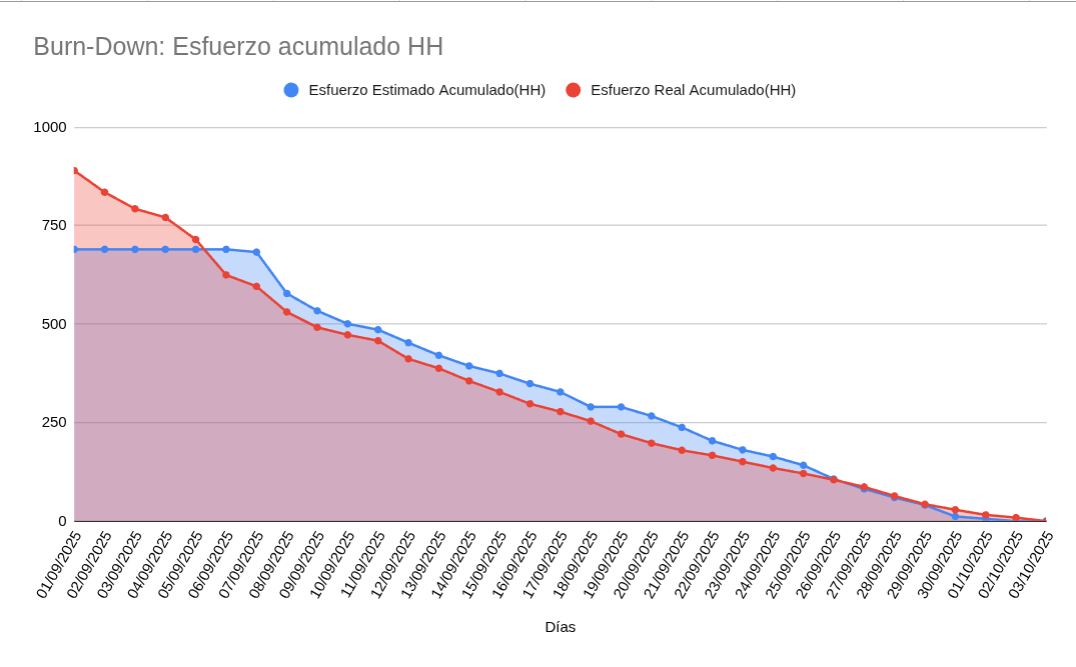 Burn-Down: Esfuerzo acumulado HH
Esfuerzo Estimado Acumulado(HH) Esfuerzo Real Acumulado(HH)
1000
750
500
250
0
01/09/2025 02/09/2025 03/09/2025 04/09/2025 05/09/2025 06/09/2025 07/09/2025 08/09/2025 09/09/2025 10/09/2025 11/09/2025 12/09/2025 13/09/2025 14/09/2025 15/09/2025 16/09/2025 17/09/2025 18/09/2025 19/09/2025 20/09/2025 21/09/2025 22/09/2025 23/09/2025 24/09/2025 25/09/2025 26/09/2025 27/09/2025 28/09/2025 29/09/2025 30/09/2025 01/10/2025 02/10/2025 03/10/2025
Días